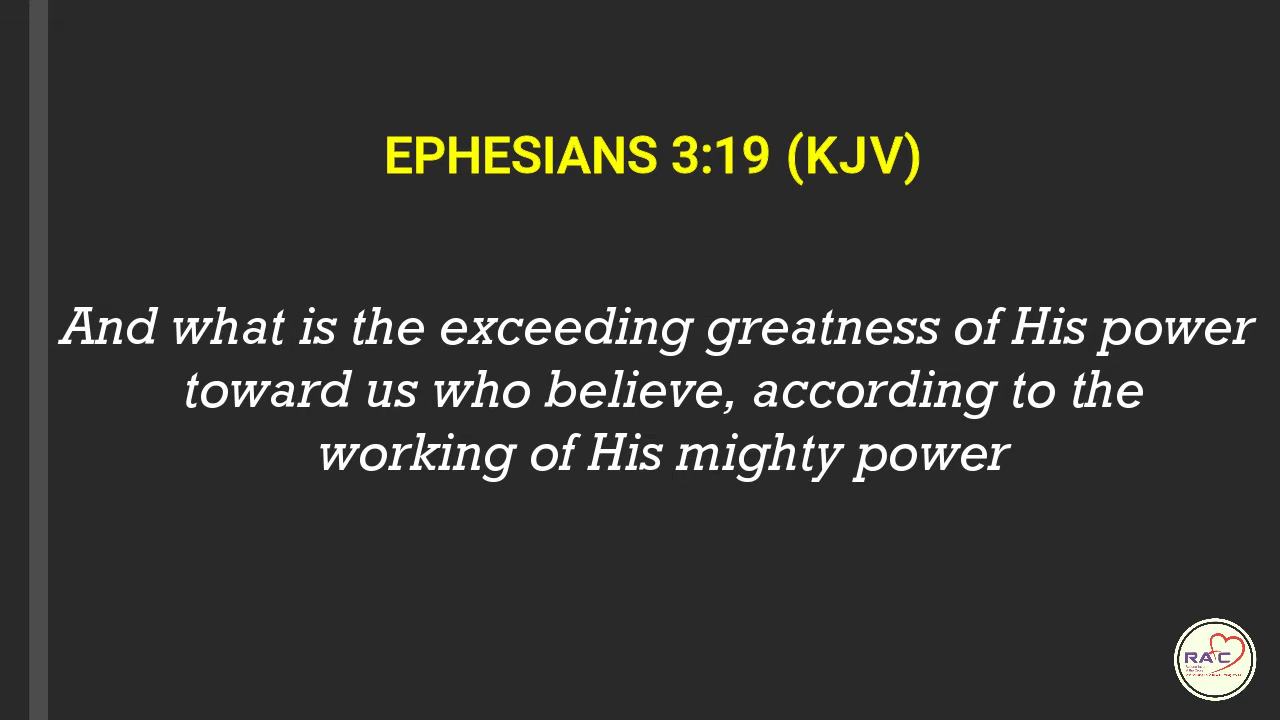 EPHESIANS 3:19 (KJV)
And what is the exceeding greatness of His power
toward us who believe, according to the
working of His mighty power
RAFC